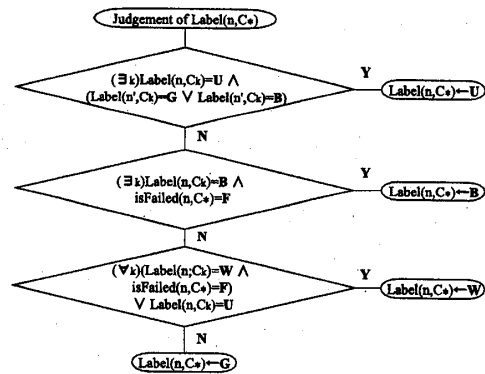 Judgement of Label(n,C*)
(∃k)Label(n,Ck)=U ∧
(Label(n',Ck)=G ∨ Label(n',Ck)=B)
Y
Label(n,C*)←U
N
(∃k)Label(n,Ck)=B ∧
isFailed(n,C*)=F
Y
Label(n,C*)←B
N
(∀k)(Label(n;Ck)=W ∧
isFailed(n,C*)=F)
∨ Label(n,Ck)=U
Y
Label(n,C*)←W
N
Label(n,C*)←G